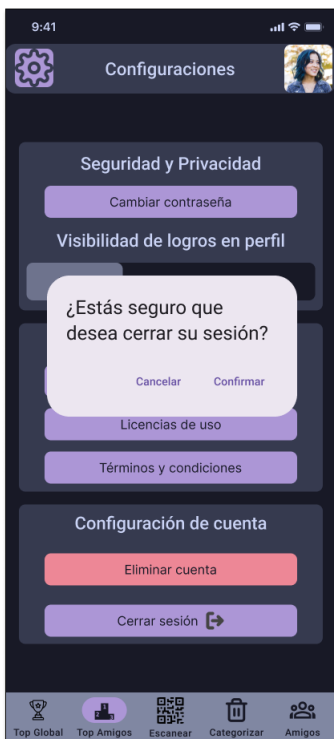 9:41
Configuraciones
Seguridad y Privacidad
Cambiar contraseña
Visibilidad de logros en perfil
¿Estás seguro que
desea cerrar su sesión?
Cancelar Confirmar
Licencias de uso
Términos y condiciones
Configuración de cuenta
Eliminar cuenta
Cerrar sesión
Top Global Top Amigos Escanear Categorizar Amigos